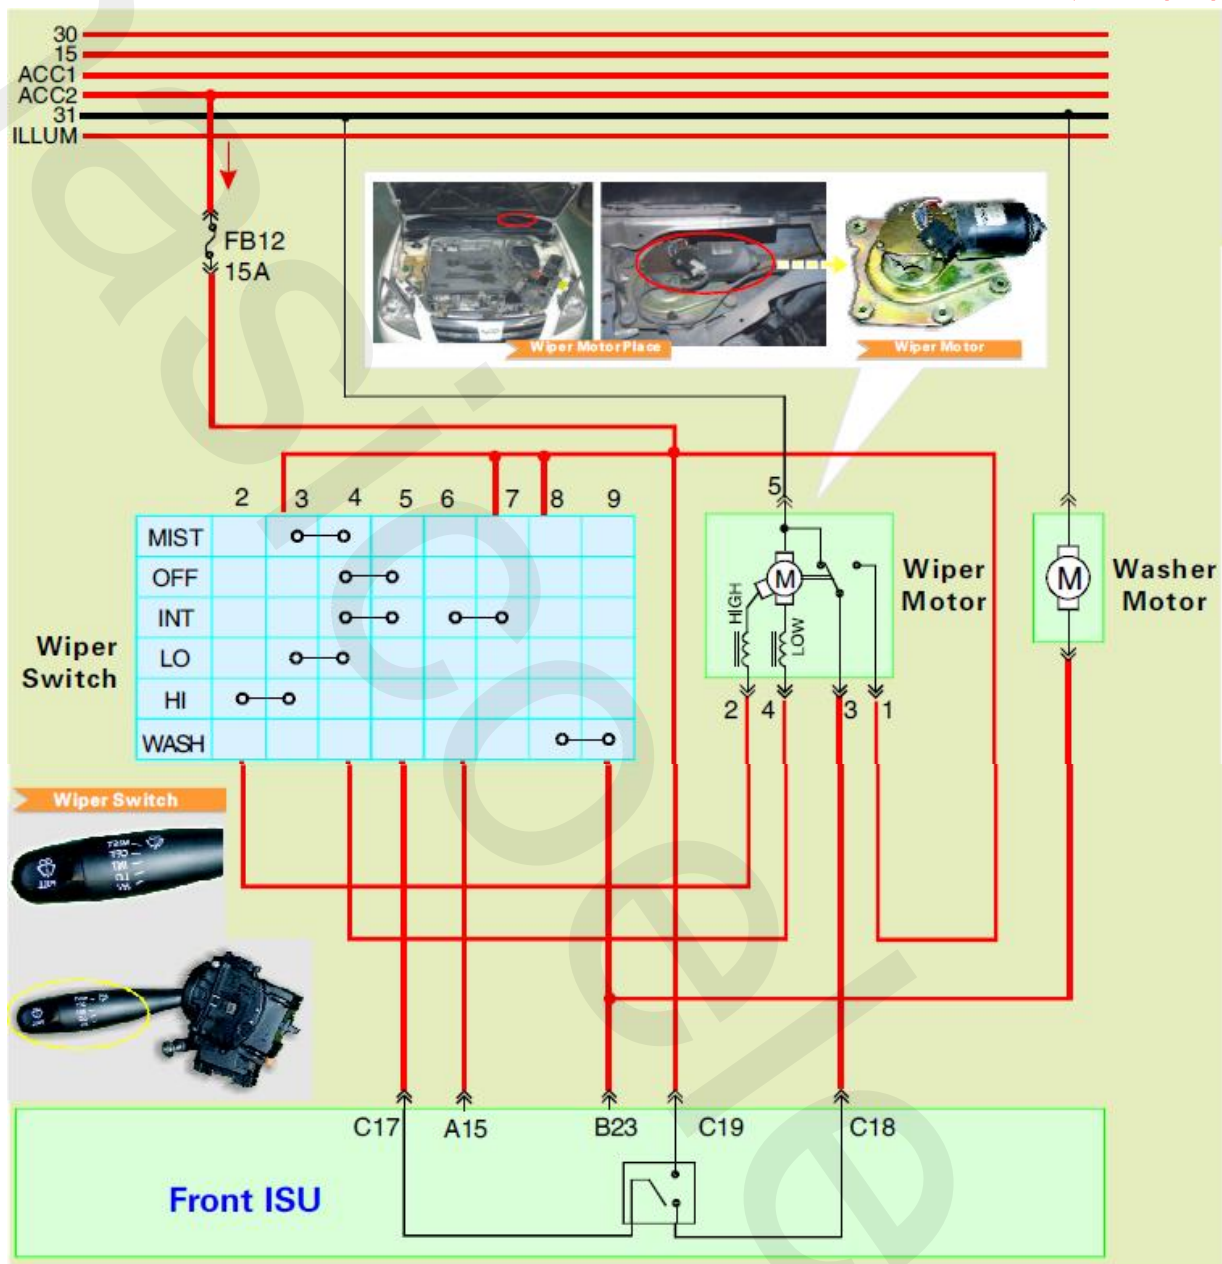 30
15
ACC1
ACC2
31
ILLUM
FB12
15A
Wiper Motor Place
Wiper Motor
2 3 4 5 6 7 8 9
MIST
OFF
INT
LO
HI
WASH
Wiper
Switch
5
M
HIGH
LOW
2 4 3 1
Wiper
Motor
M
Washer
Motor
Wiper Switch
C17 A15 B23 C19 C18
Front ISU